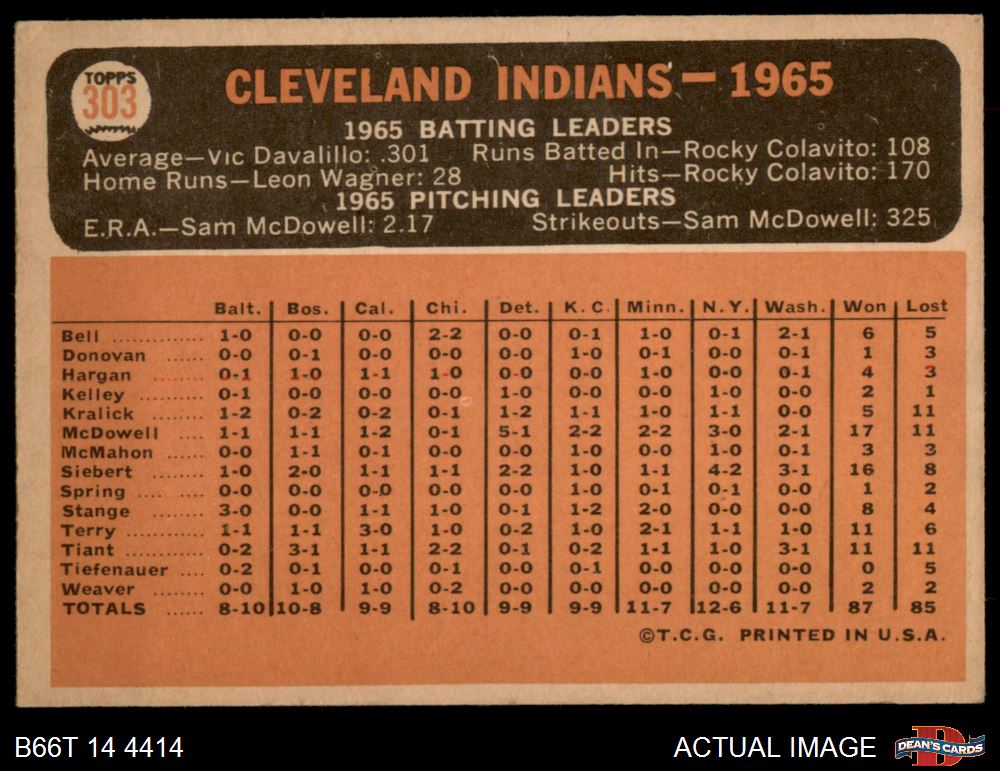 TOPPS
303
CLEVELAND INDIANS — 1965
1965 BATTING LEADERS
Average—Vic Davalillo: .301 Runs Batted In—Rocky Colavito: 108
Home Runs—Leon Wagner: 28 Hits—Rocky Colavito: 170
1965 PITCHING LEADERS
E.R.A.—Sam McDowell: 2.17 Strikeouts—Sam McDowell: 325
Balt. Bos. Cal. Chi. Det. K. C. Minn. N.Y. Wash. Won Lost
Bell .............. 1-0 0-0 0-0 2-2 0-0 0-1 1-0 0-1 2-1 6 5
Donovan ......... 0-0 0-1 0-0 0-0 0-0 1-0 0-1 0-1 0-0 1 3
Hargan ........ 0-1 1-0 1-1 1-0 0-0 0-0 1-0 0-0 0-1 4 3
Kelley .......... 0-1 0-0 0-0 0-0 1-0 0-0 0-0 1-0 0-0 2 1
Kralick ......... 1-2 0-2 0-2 0-1 1-2 1-1 1-0 1-1 0-0 5 11
McDowell .... 1-1 1-1 1-2 0-1 5-1 2-2 2-2 3-0 2-1 17 11
McMahon ..... 0-0 1-1 0-1 0-0 0-0 1-0 0-0 1-0 0-1 3 3
Siebert ......... 1-0 2-0 1-1 1-1 2-2 1-0 1-1 4-2 3-1 16 8
Spring .... .... 0-0 0-0 0-0 0-0 0-0 1-0 0-1 0-1 0-0 1 2
Stange .......... 3-0 0-0 1-1 1-0 0-0 1-2 2-0 0-0 0-1 8 4
Terry ............ 1-1 1-1 3-0 1-0 0-2 1-0 2-1 1-1 1-0 11 6
Tiant ............ 0-2 3-1 1-1 2-2 0-1 0-2 1-1 1-0 3-1 11 11
Tiefenauer .... 0-2 0-1 0-0 0-1 0-0 0-1 0-0 0-0 0-0 0 5
Weaver ......... 0-0 1-0 1-0 0-2 0-0 0-0 0-0 0-0 0-0 2 2
TOTALS ...... 8-10 10-8 9-9 8-10 9-9 9-9 11-7 12-6 11-7 87 85
©T.C.G. PRINTED IN U.S.A.
B66T 14 4414 ACTUAL IMAGE DEAN'S CARDS